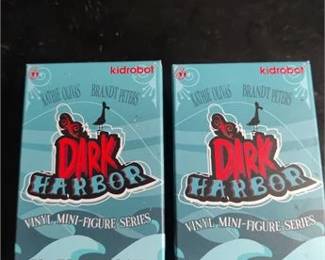 kidrobot
KATHIE OLIVAS' BRANDT PETERS'
DARK
HARBOR
VINYL MINI-FIGURE SERIES
kidrobot
KATHIE OLIVAS' BRANDT PETERS'
DARK
HARBOR
VINYL MINI-FIGURE SERIES